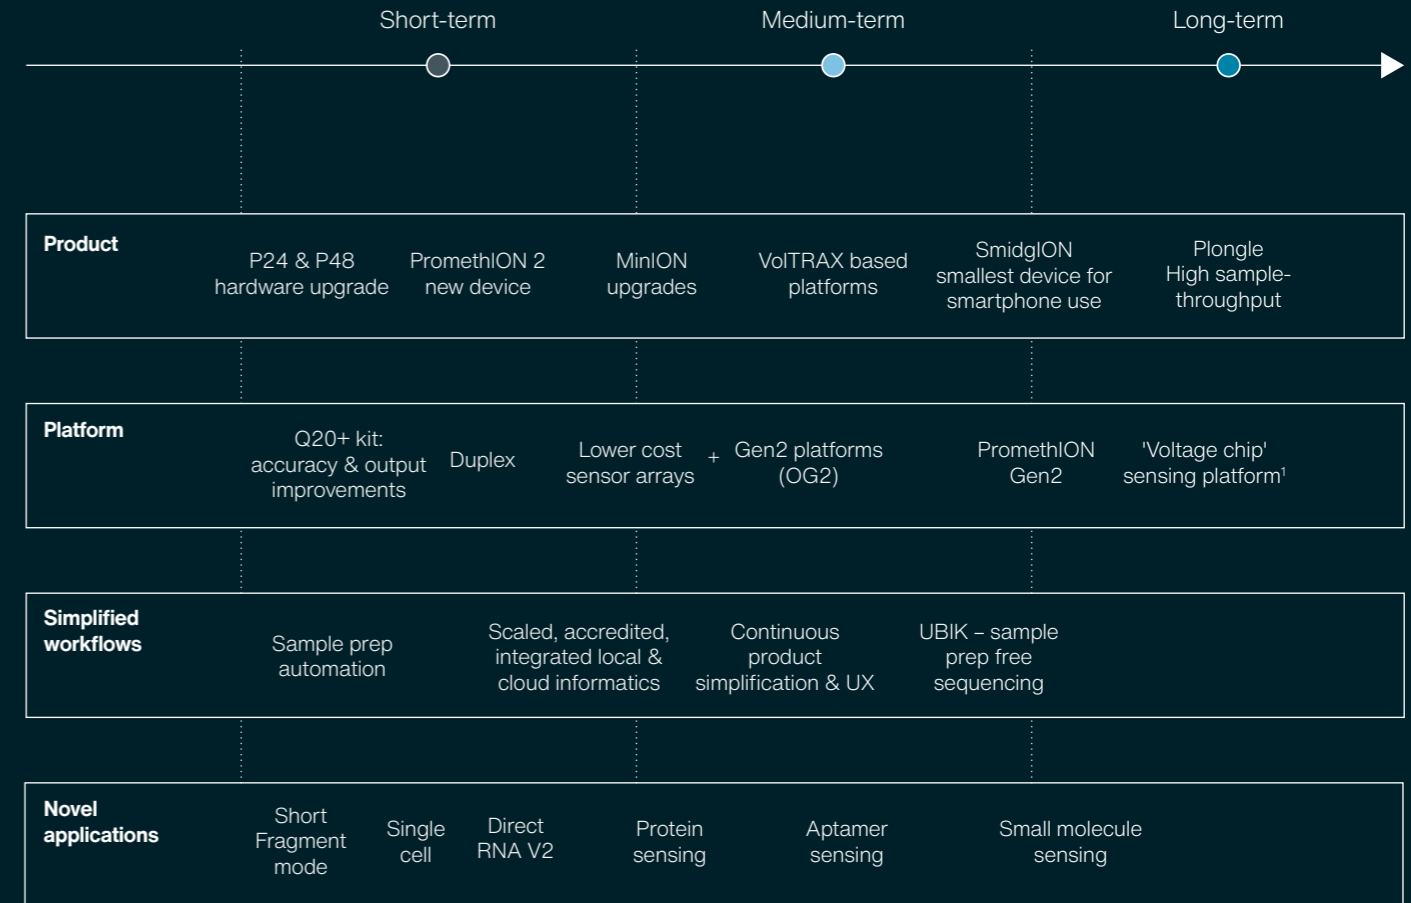 Short-term
Medium-term
Long-term
Product
P24 & P48
hardware upgrade
PromethION 2
new device
MinION
upgrades
VolTRAX based
platforms
SmidgION
smallest device for
smartphone use
Plongle
High sample-
throughput
Platform
Q20+ kit:
accuracy & output
improvements
Duplex
Lower cost
sensor arrays
+
Gen2 platforms
(OG2)
PromethION
Gen2
'Voltage chip'
sensing platform¹
Simplified
workflows
Sample prep
automation
Scaled, accredited,
integrated local &
cloud informatics
Continuous
product
simplification & UX
UBIK – sample
prep free
sequencing
Novel
applications
Short
Fragment
mode
Single
cell
Direct
RNA V2
Protein
sensing
Aptamer
sensing
Small molecule
sensing